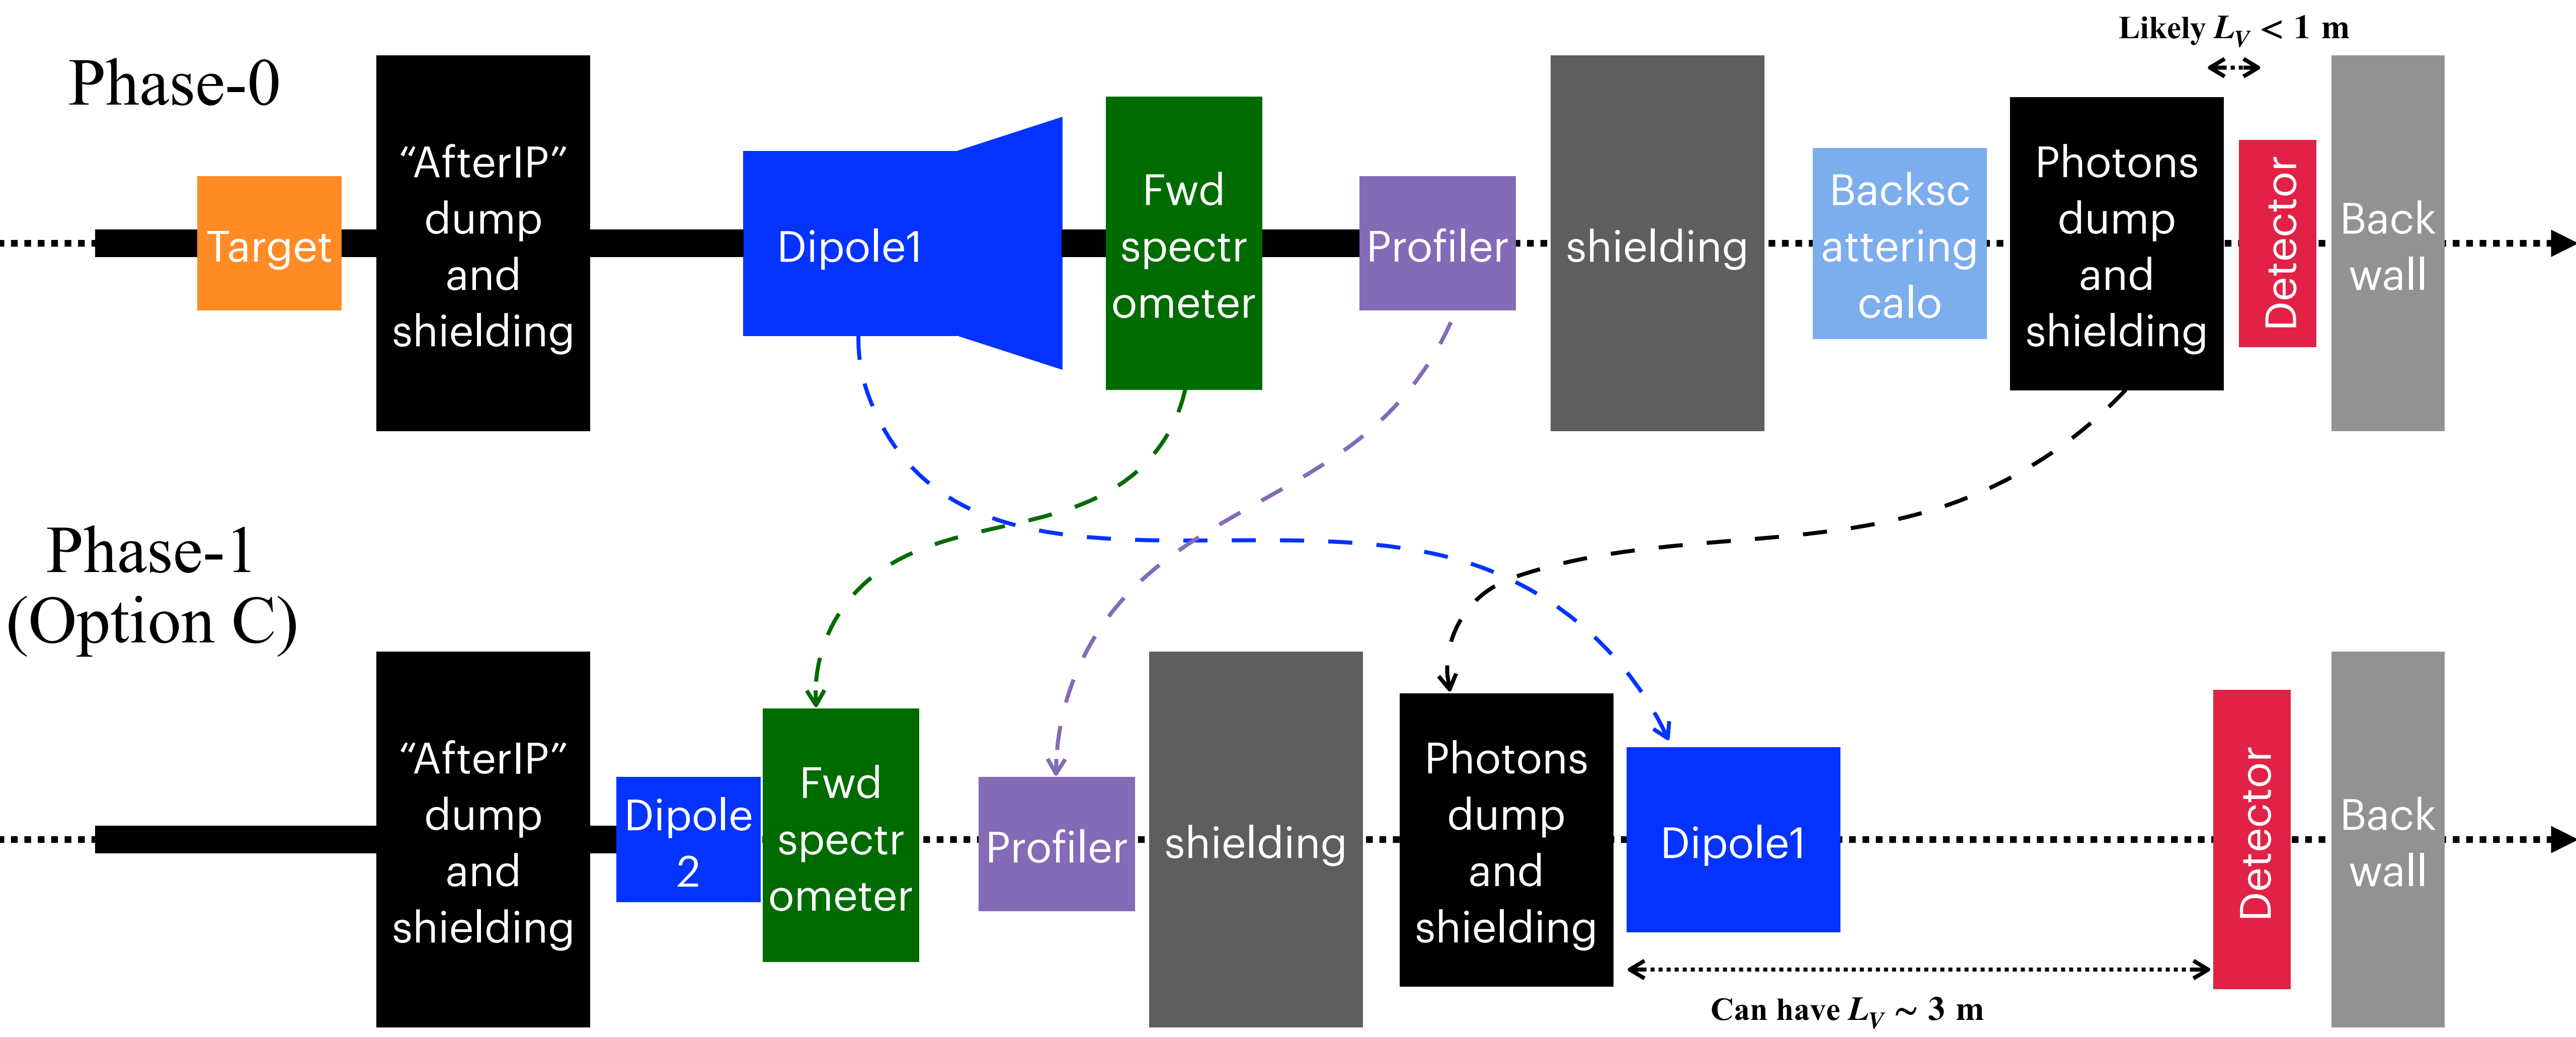 Likely L_V < 1 m
Phase-0
Target
“AfterIP”
dump
and
shielding
Dipole1
Fwd
spectr
ometer
Profiler
shielding
Backsc
attering
calo
Photons
dump
and
shielding
Detector
Back
wall
Phase-1
(Option C)
“AfterIP”
dump
and
shielding
Dipole
2
Fwd
spectr
ometer
Profiler
shielding
Photons
dump
and
shielding
Dipole1
Detector
Back
wall
Can have L_V ~ 3 m